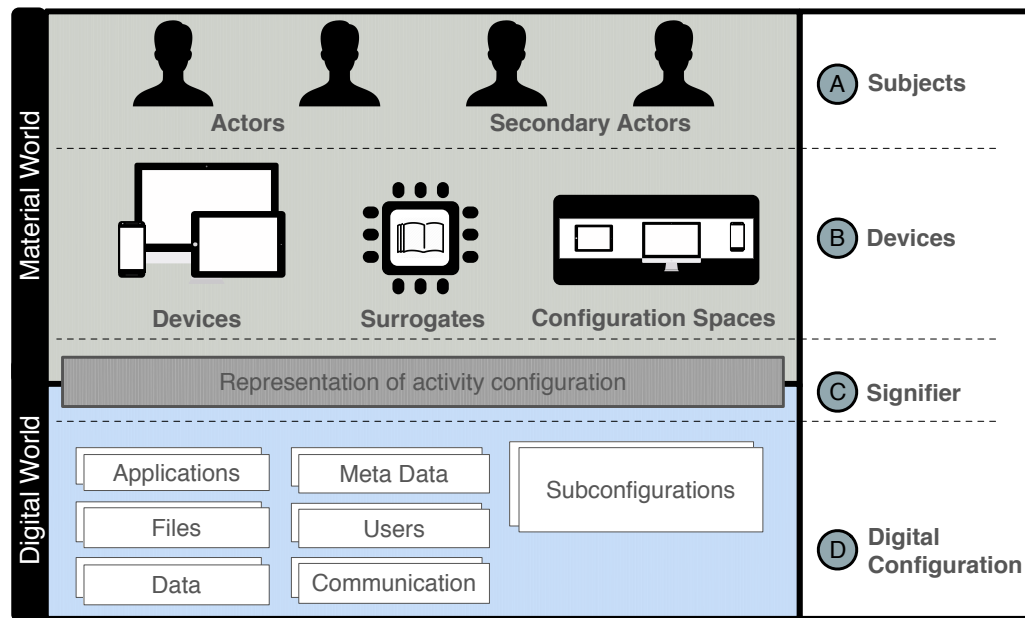 Material World
Actors
Secondary Actors
A
Subjects
Devices
Surrogates
Configuration Spaces
B
Devices
Representation of activity configuration
C
Signifier
Digital World
Applications
Meta Data
Subconfigurations
Files
Users
Data
Communication
D
Digital
Configuration